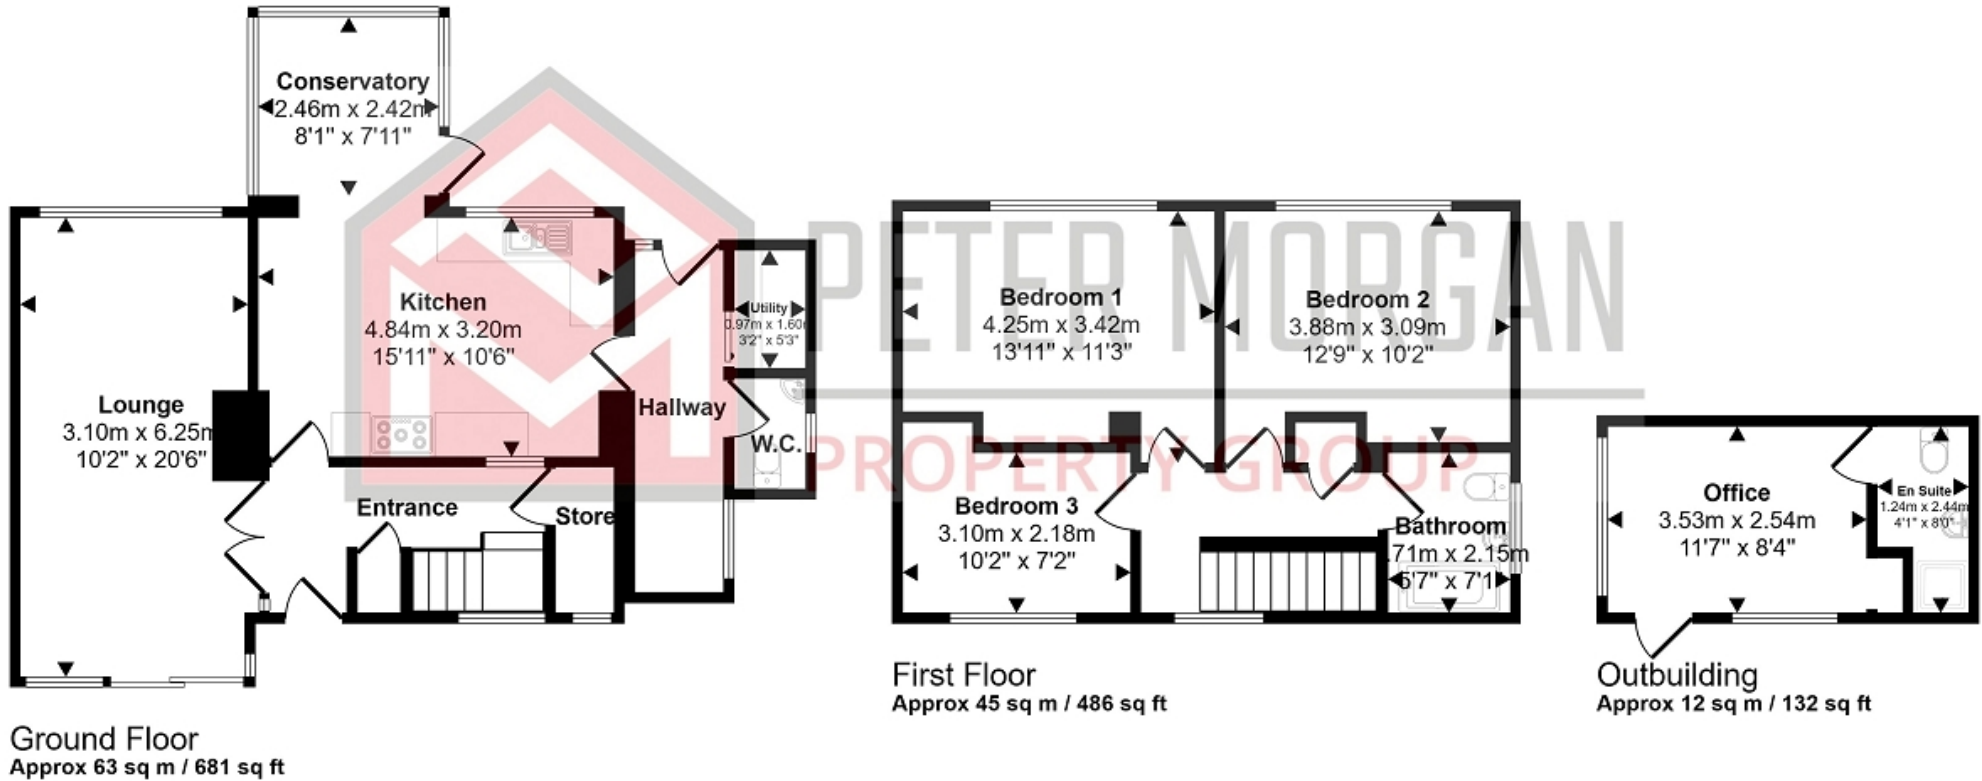 Conservatory
2.46m x 2.42m
8'1" x 7'11"
Kitchen
4.84m x 3.20m
15'11" x 10'6"
Utility
0.97m x 1.60m
3'2" x 5'3"
Lounge
3.10m x 6.25m
10'2" x 20'6"
Hallway
W.C.
Entrance
Store
Ground Floor
Approx 63 sq m / 681 sq ft
PETER MORGAN
PROPERTY GROUP
Bedroom 1
4.25m x 3.42m
13'11" x 11'3"
Bedroom 2
3.88m x 3.09m
12'9" x 10'2"
Bedroom 3
3.10m x 2.18m
10'2" x 7'2"
Bathroom
.71m x 2.15m
5'7" x 7'1
First Floor
Approx 45 sq m / 486 sq ft
Office
3.53m x 2.54m
11'7" x 8'4"
En Suite
1.24m x 2.44m
4'1" x 8'0"
Outbuilding
Approx 12 sq m / 132 sq ft